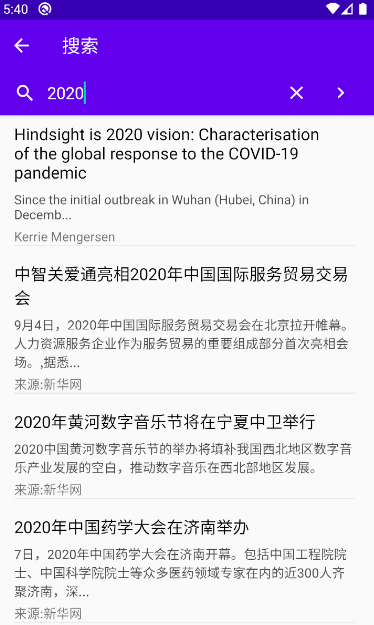 5:40
搜索
2020
Hindsight is 2020 vision: Characterisation
of the global response to the COVID-19
pandemic
Since the initial outbreak in Wuhan (Hubei, China) in
Decemb...
Kerrie Mengersen
中智关爱通亮相2020年中国国际服务贸易交易
会
9月4日，2020年中国国际服务贸易交易会在北京拉开帷幕。
人力资源服务企业作为服务贸易的重要组成部分首次亮相会
场。,据悉...
来源:新华网
2020年黄河数字音乐节将在宁夏中卫举行
2020中国黄河数字音乐节的举办将填补我国西北地区数字音
乐产业发展的空白，推动数字音乐在西北部地区发展。
来源:新华网
2020年中国药学大会在济南举办
7日，2020年中国药学大会在济南开幕。包括中国工程院院
士、中国科学院院士等众多医药领域专家在内的近300人齐
聚济南，深...
来源:新华网